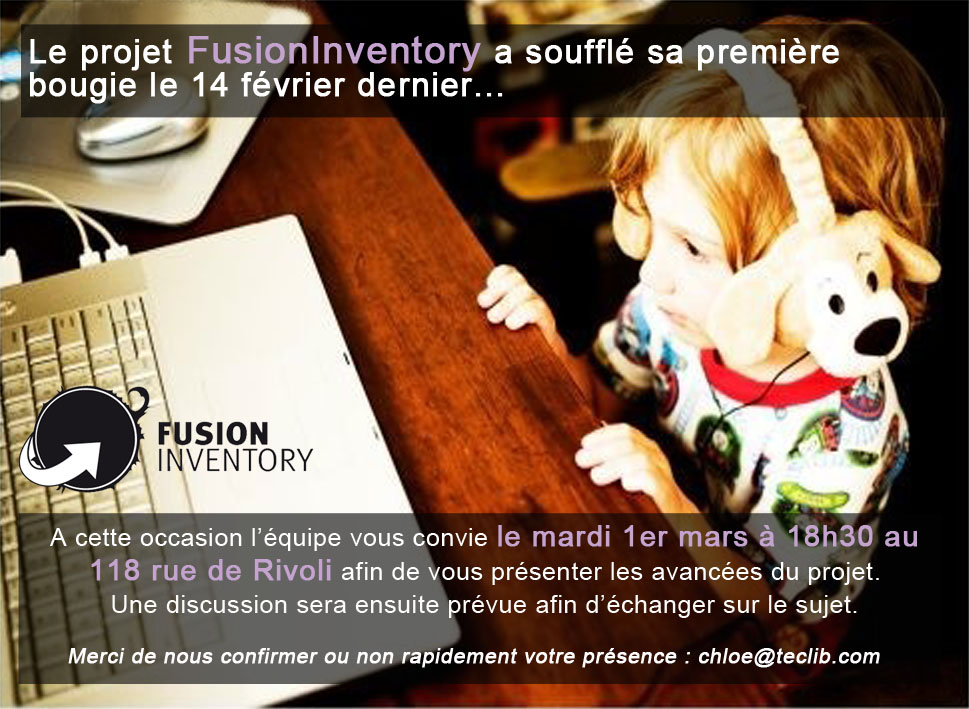 Le projet FusionInventory a soufflé sa première
bougie le 14 février dernier...
FUSION
INVENTORY
A cette occasion l'équipe vous convie le mardi 1er mars à 18h30 au
118 rue de Rivoli afin de vous présenter les avancées du projet.
Une discussion sera ensuite prévue afin d'échanger sur le sujet.
Merci de nous confirmer ou non rapidement votre présence : chloe@teclib.com